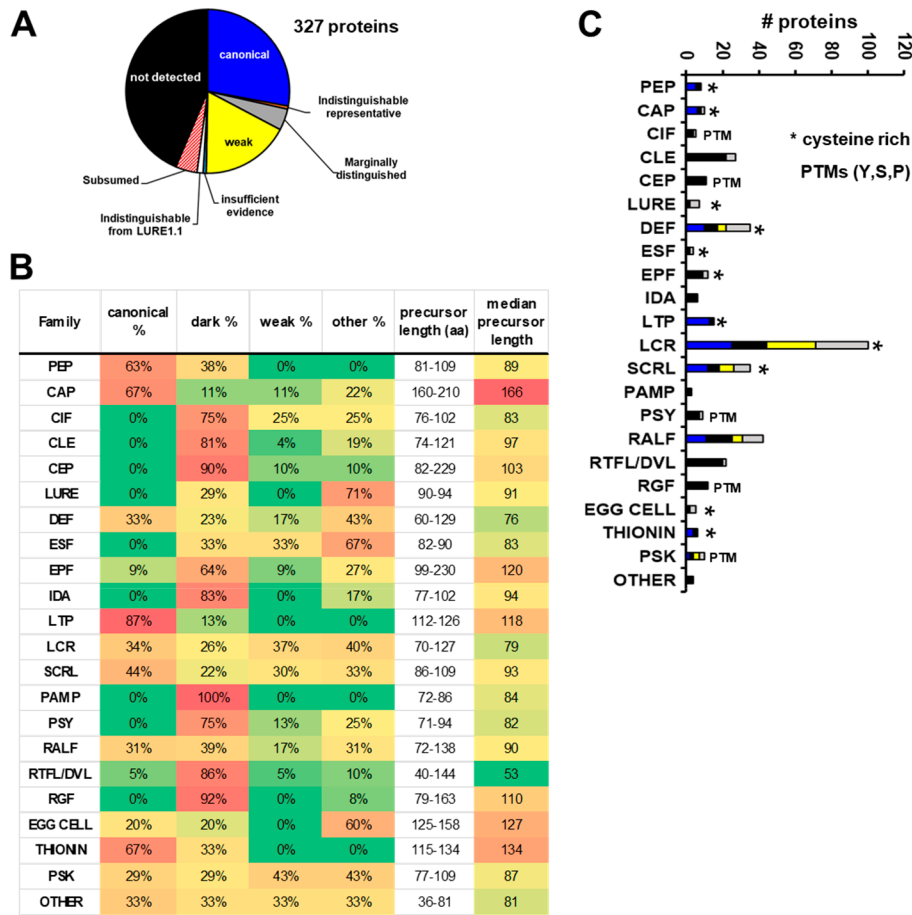 A
327 proteins
canonical
not detected
Indistinguishable
representative
weak
Marginally
distinguished
Subsumed
insufficient
evidence
Indistinguishable
from LURE1.1
B
Family canonical % dark % weak % other % precursor length (aa) median precursor length
PEP 63% 38% 0% 0% 81-109 89
CAP 67% 11% 11% 22% 160-210 166
CIF 0% 75% 25% 25% 76-102 83
CLE 0% 81% 4% 19% 74-121 97
CEP 0% 90% 10% 10% 82-229 103
LURE 0% 29% 0% 71% 90-94 91
DEF 33% 23% 17% 43% 60-129 76
ESF 0% 33% 33% 67% 82-90 83
EPF 9% 64% 9% 27% 99-230 120
IDA 0% 83% 0% 17% 77-102 94
LTP 87% 13% 0% 0% 112-126 118
LCR 34% 26% 37% 40% 70-127 79
SCRL 44% 22% 30% 33% 86-109 93
PAMP 0% 100% 0% 0% 72-86 84
PSY 0% 75% 13% 25% 71-94 82
RALF 31% 39% 17% 31% 72-138 90
RTFL/DVL 5% 86% 5% 10% 40-144 53
RGF 0% 92% 0% 8% 79-163 110
EGG CELL 20% 20% 0% 60% 125-158 127
THIONIN 67% 33% 0% 0% 115-134 134
PSK 29% 29% 43% 43% 77-109 87
OTHER 33% 33% 33% 33% 36-81 81
C
# proteins
0 20 40 60 80 100 120
PEP *
CAP *
CIF PTM
CLE
CEP PTM
LURE *
DEF *
ESF *
EPF *
IDA
LTP *
LCR *
SCRL *
PAMP
PSY PTM
RALF
RTFL/DVL
RGF PTM
EGG CELL *
THIONIN *
PSK PTM
OTHER
* cysteine rich
PTMs (Y,S,P)